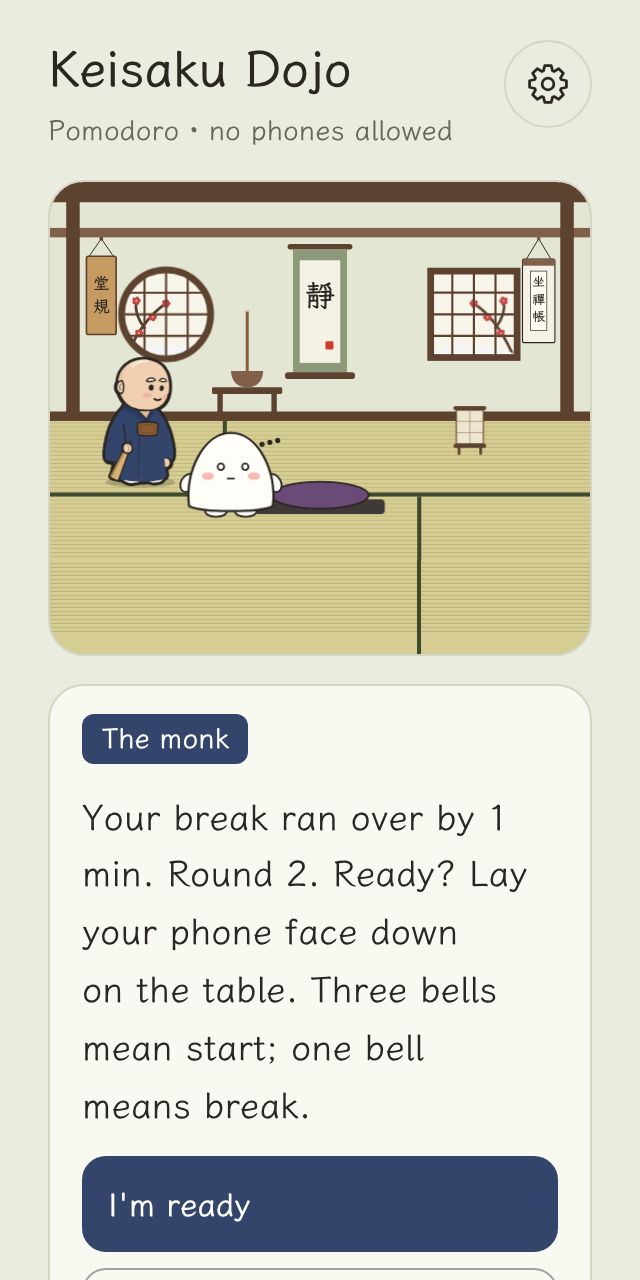 Keisaku Dojo
Pomodoro • no phones allowed
堂規
靜
坐禪帳
The monk
Your break ran over by 1
min. Round 2. Ready? Lay
your phone face down
on the table. Three bells
mean start; one bell
means break.
I'm ready